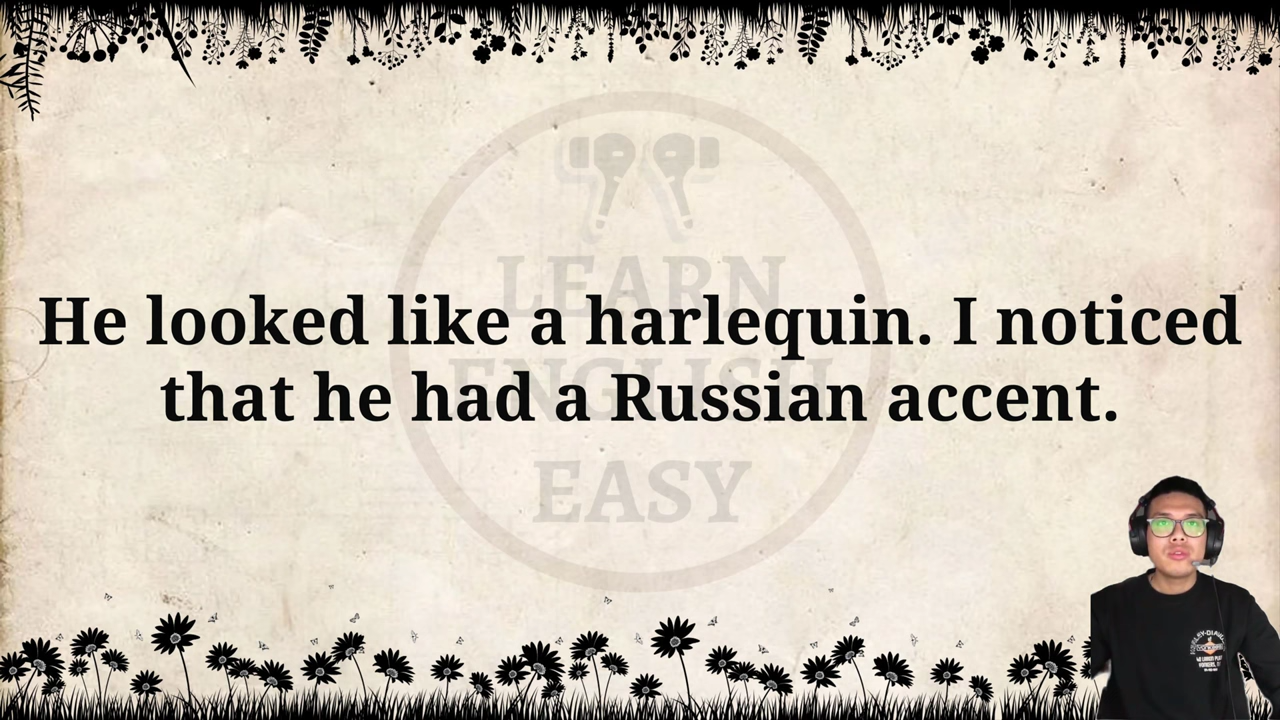 LEARN
He looked like a harlequin. I noticed
ENGLISH
that he had a Russian accent.
EASY